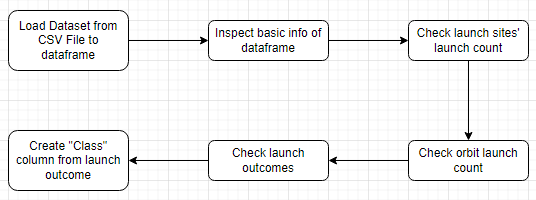 Load Dataset from
CSV File to
dataframe
Inspect basic info of
dataframe
Check launch sites'
launch count
Check orbit launch
count
Check launch
outcomes
Create "Class"
column from launch
outcome